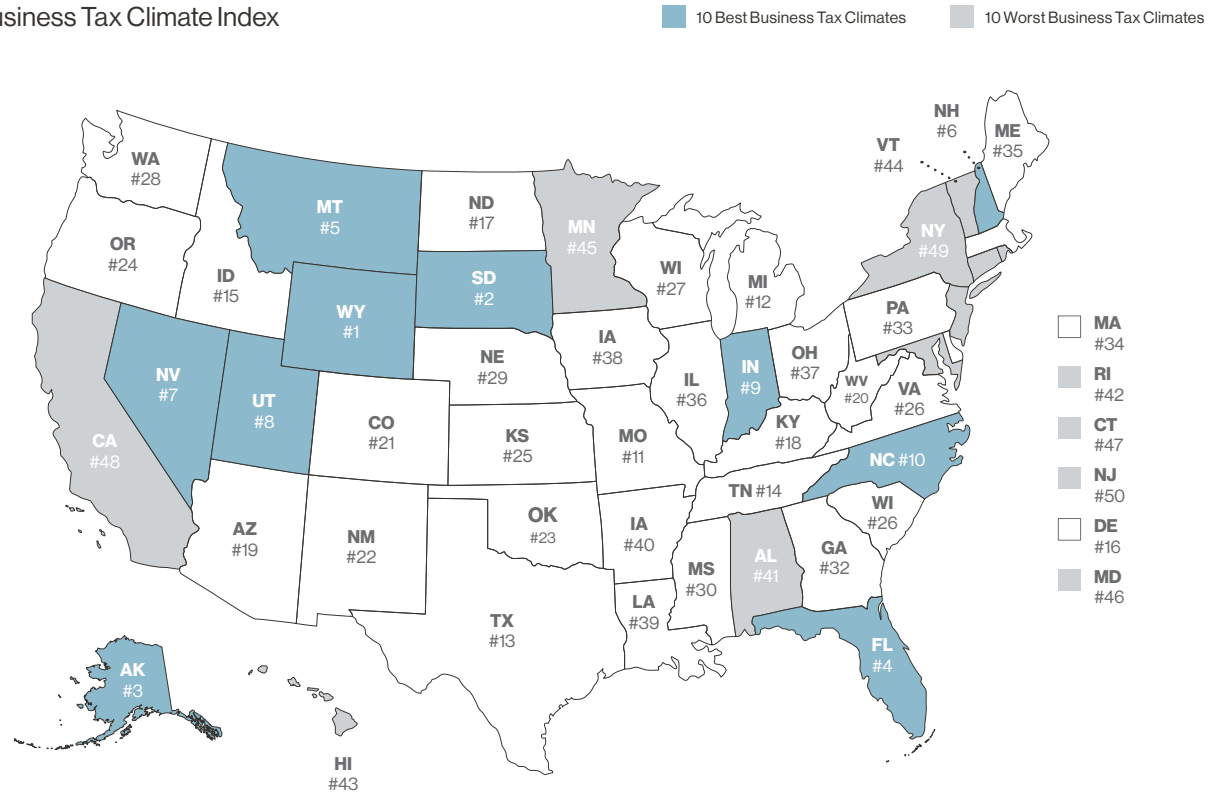 usiness Tax Climate Index
10 Best Business Tax Climates
10 Worst Business Tax Climates
NH
#6
VT
#44
ME
#35
WA
#28
MT
#5
ND
#17
MN
#45
NY
#49
OR
#24
ID
#15
SD
#2
WI
#27
MI
#12
WY
#1
PA
#33
IA
#38
NE
#29
OH
#37
NV
#7
UT
#8
IL
#36
IN
#9
WV
#20
VA
#26
CO
#21
KS
#25
MO
#11
KY
#18
CA
#48
NC #10
TN #14
WI
#26
AZ
#19
NM
#22
OK
#23
IA
#40
MS
#30
AL
#41
GA
#32
TX
#13
LA
#39
FL
#4
AK
#3
HI
#43
MA
#34
RI
#42
CT
#47
NJ
#50
DE
#16
MD
#46